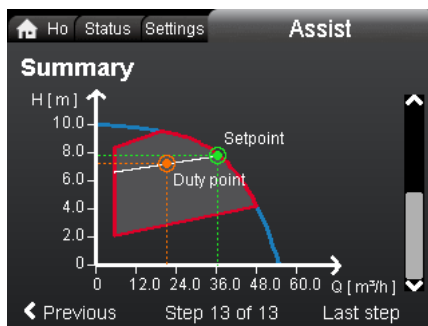 Ho Status Settings Assist
Summary
H [ m ]
10.0
Setpoint
8.0
Duty point
6.0
4.0
2.0
0
0 12.0 24.0 36.0 48.0 60.0 Q [ m³/h ]
Previous Step 13 of 13 Last step